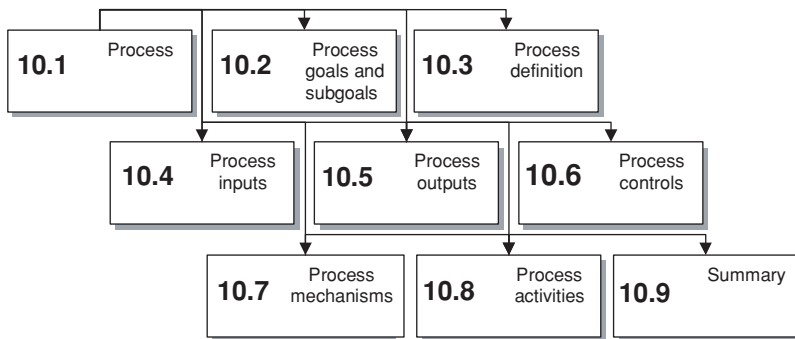 10.1 Process
10.2 Process
goals and
subgoals
10.3 Process
definition
10.4 Process
inputs
10.5 Process
outputs
10.6 Process
controls
10.7 Process
mechanisms
10.8 Process
activities
10.9 Summary